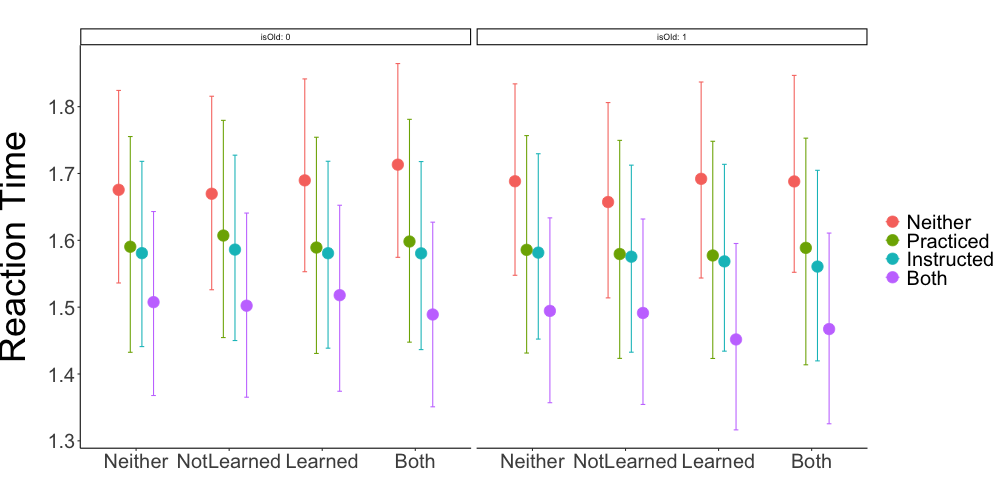 isOld: 0
isOld: 1
Reaction Time
1.8
1.7
1.6
1.5
1.4
1.3
Neither NotLearned Learned Both
Neither NotLearned Learned Both
Neither
Practiced
Instructed
Both